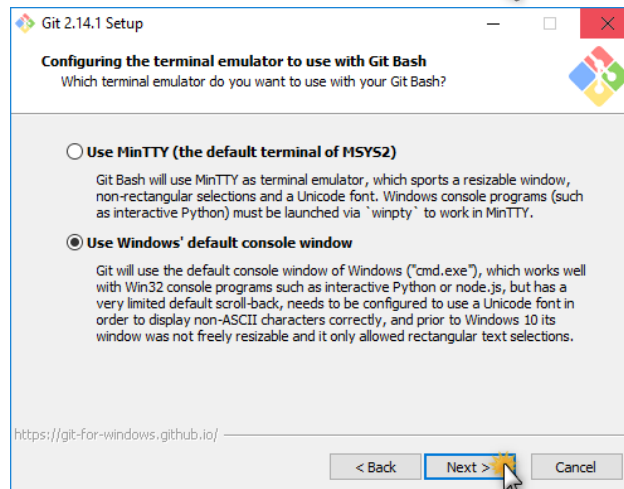 Git 2.14.1 Setup
Configuring the terminal emulator to use with Git Bash
Which terminal emulator do you want to use with your Git Bash?
Use MinTTY (the default terminal of MSYS2)
Git Bash will use MinTTY as terminal emulator, which sports a resizable window,
non-rectangular selections and a Unicode font. Windows console programs (such
as interactive Python) must be launched via `winpty` to work in MinTTY.
Use Windows' default console window
Git will use the default console window of Windows ("cmd.exe"), which works well
with Win32 console programs such as interactive Python or node.js, but has a
very limited default scroll-back, needs to be configured to use a Unicode font in
order to display non-ASCII characters correctly, and prior to Windows 10 its
window was not freely resizable and it only allowed rectangular text selections.
https://git-for-windows.github.io/
< Back Next > Cancel